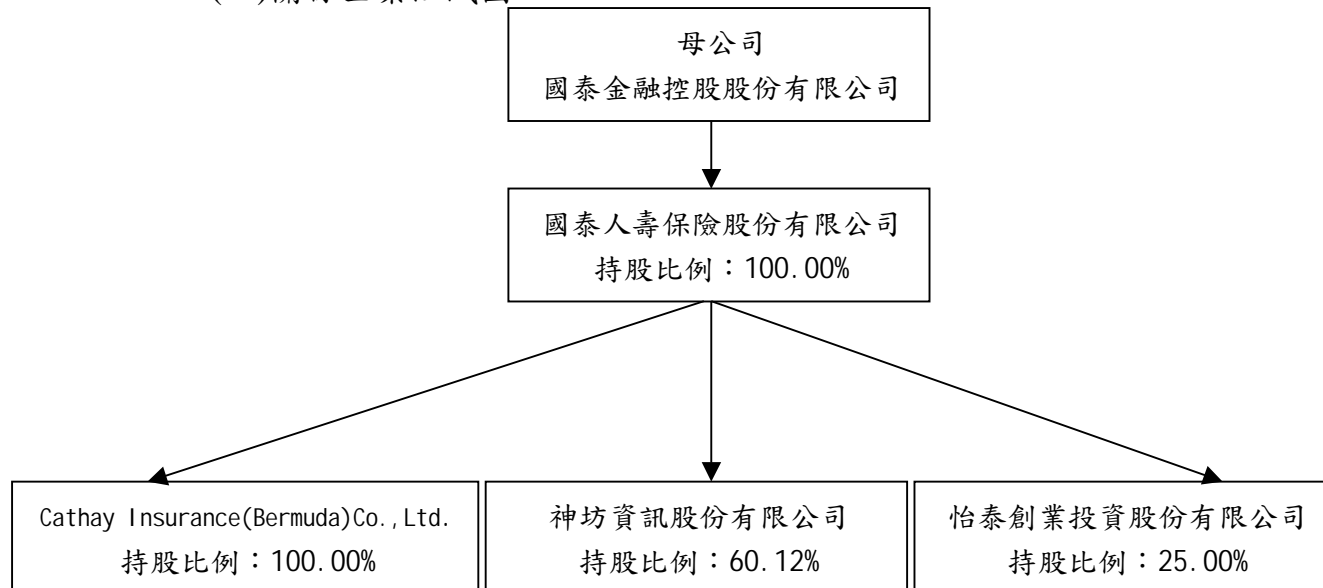 母公司
國泰金融控股股份有限公司
國泰人壽保險股份有限公司
持股比例：100.00%
Cathay Insurance(Bermuda)Co.,Ltd.
持股比例：100.00%
神坊資訊股份有限公司
持股比例：60.12%
怡泰創業投資股份有限公司
持股比例：25.00%